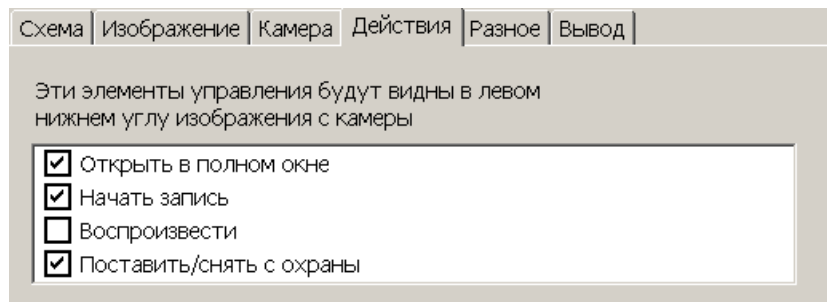 Схема Изображение Камера Действия Разное Вывод
Эти элементы управления будут видны в левом
нижнем углу изображения с камеры
Открыть в полном окне
Начать запись
Воспроизвести
Поставить/снять с охраны